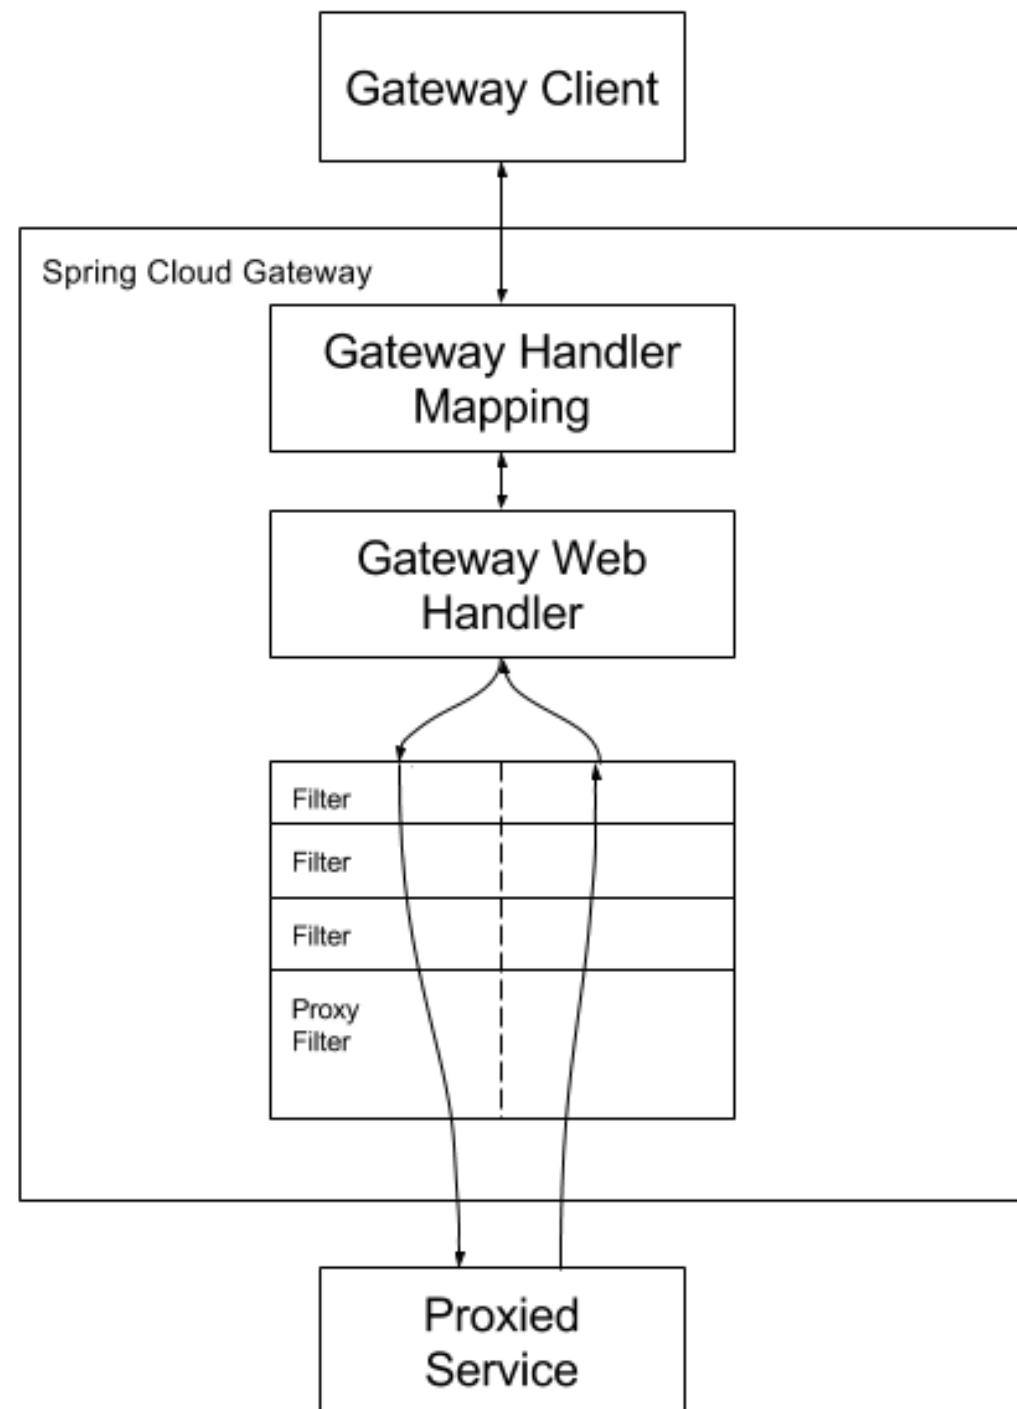 Gateway Client
Spring Cloud Gateway
Gateway Handler
Mapping
Gateway Web
Handler
Filter
Filter
Filter
Proxy
Filter
Proxied
Service